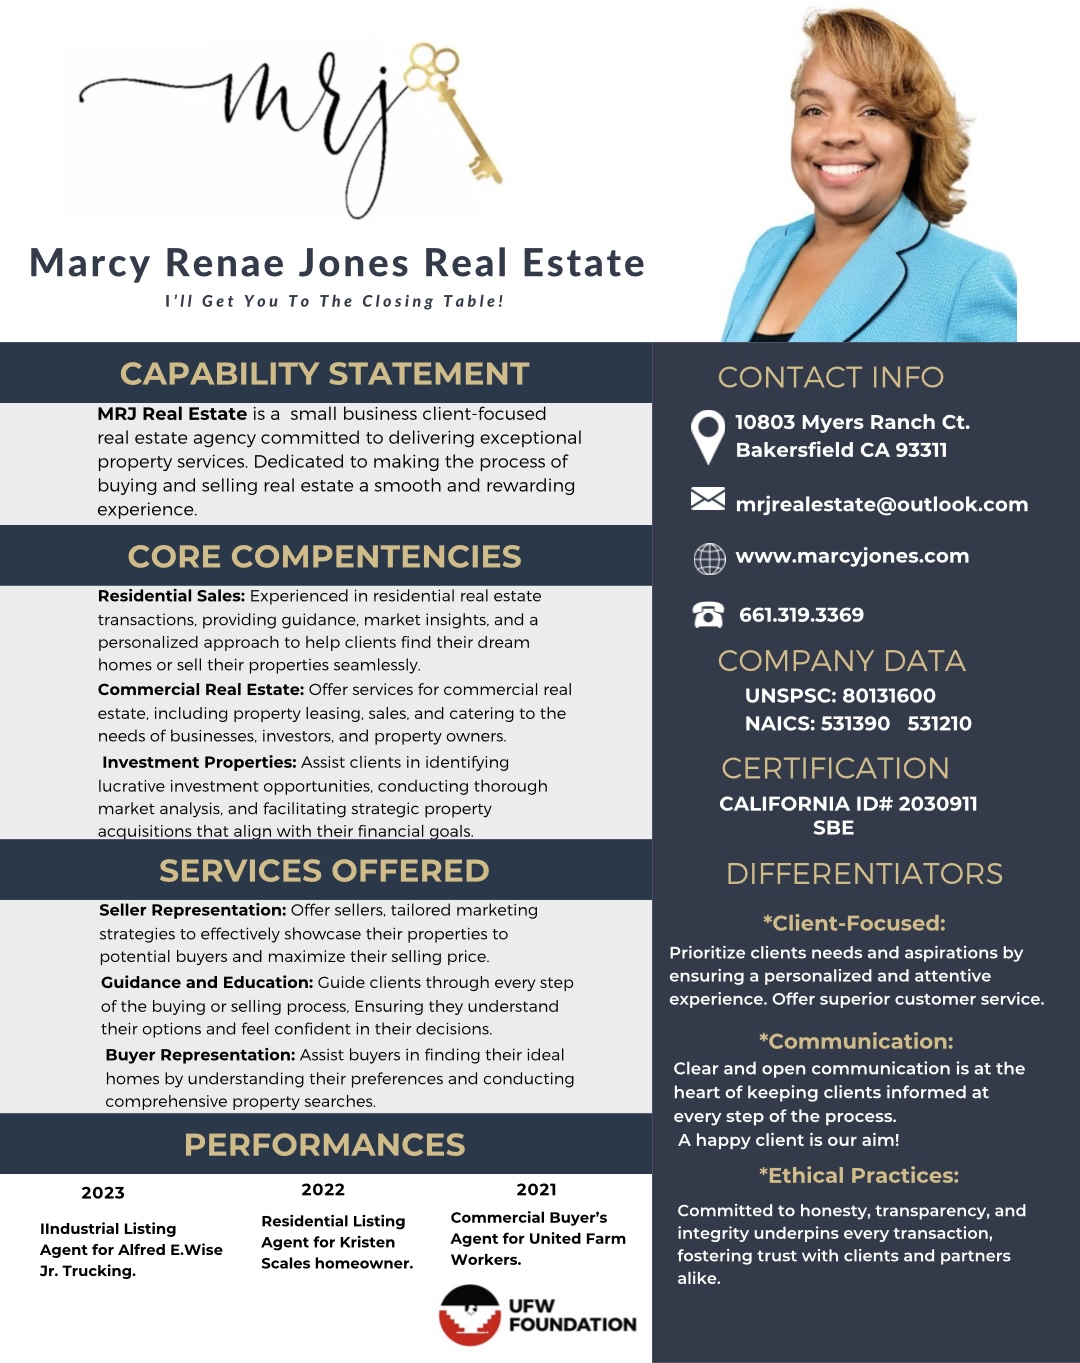 mrj
Marcy Renae Jones Real Estate
I'll Get You To The Closing Table!
CAPABILITY STATEMENT
MRJ Real Estate is a small business client-focused
real estate agency committed to delivering exceptional
property services. Dedicated to making the process of
buying and selling real estate a smooth and rewarding
experience.
CORE COMPENTENCIES
Residential Sales: Experienced in residential real estate
transactions, providing guidance, market insights, and a
personalized approach to help clients find their dream
homes or sell their properties seamlessly.
Commercial Real Estate: Offer services for commercial real
estate, including property leasing, sales, and catering to the
needs of businesses, investors, and property owners.
Investment Properties: Assist clients in identifying
lucrative investment opportunities, conducting thorough
market analysis, and facilitating strategic property
acquisitions that align with their financial goals.
SERVICES OFFERED
Seller Representation: Offer sellers, tailored marketing
strategies to effectively showcase their properties to
potential buyers and maximize their selling price.
Guidance and Education: Guide clients through every step
of the buying or selling process, Ensuring they understand
their options and feel confident in their decisions.
Buyer Representation: Assist buyers in finding their ideal
homes by understanding their preferences and conducting
comprehensive property searches.
PERFORMANCES
2023
IIndustrial Listing
Agent for Alfred E.Wise
Jr. Trucking.
2022
Residential Listing
Agent for Kristen
Scales homeowner.
2021
Commercial Buyer's
Agent for United Farm
Workers.
UFW
FOUNDATION
CONTACT INFO
10803 Myers Ranch Ct.
Bakersfield CA 93311
mrjrealestate@outlook.com
www.marcyjones.com
661.319.3369
COMPANY DATA
UNSPSC: 80131600
NAICS: 531390 531210
CERTIFICATION
CALIFORNIA ID# 2030911
SBE
DIFFERENTIATORS
*Client-Focused:
Prioritize clients needs and aspirations by
ensuring a personalized and attentive
experience. Offer superior customer service.
*Communication:
Clear and open communication is at the
heart of keeping clients informed at
every step of the process.
A happy client is our aim!
*Ethical Practices:
Committed to honesty, transparency, and
integrity underpins every transaction,
fostering trust with clients and partners
alike.